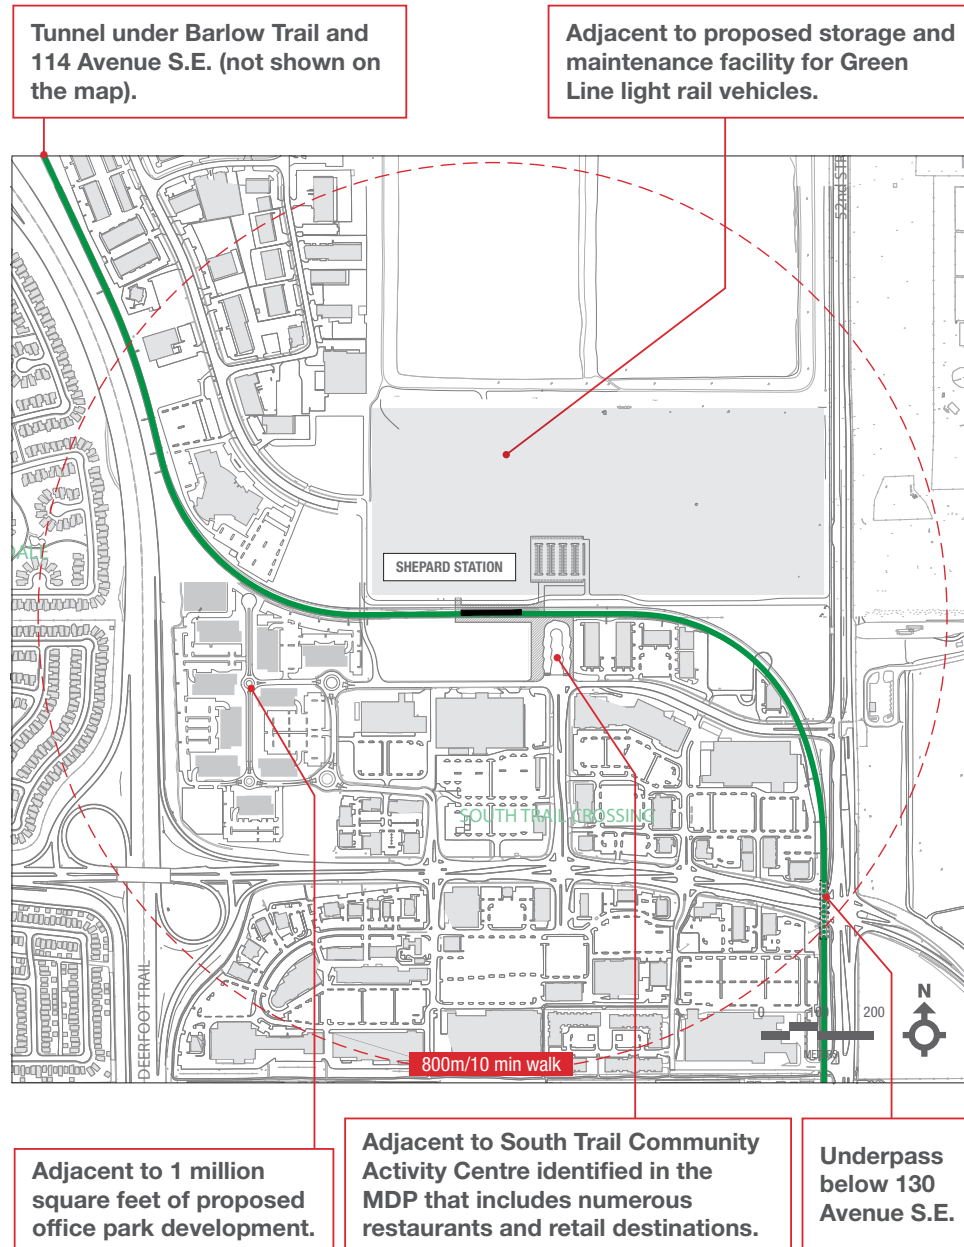 Tunnel under Barlow Trail and
114 Avenue S.E. (not shown on
the map).
Adjacent to proposed storage and
maintenance facility for Green
Line light rail vehicles.
52nd
SHEPARD STATION
SOUTH TRAIL CROSSING
DEERFOOT TRAIL
0
100
200
N
800m/10 min walk
Adjacent to 1 million
square feet of proposed
office park development.
Adjacent to South Trail Community
Activity Centre identified in the
MDP that includes numerous
restaurants and retail destinations.
Underpass
below 130
Avenue S.E.